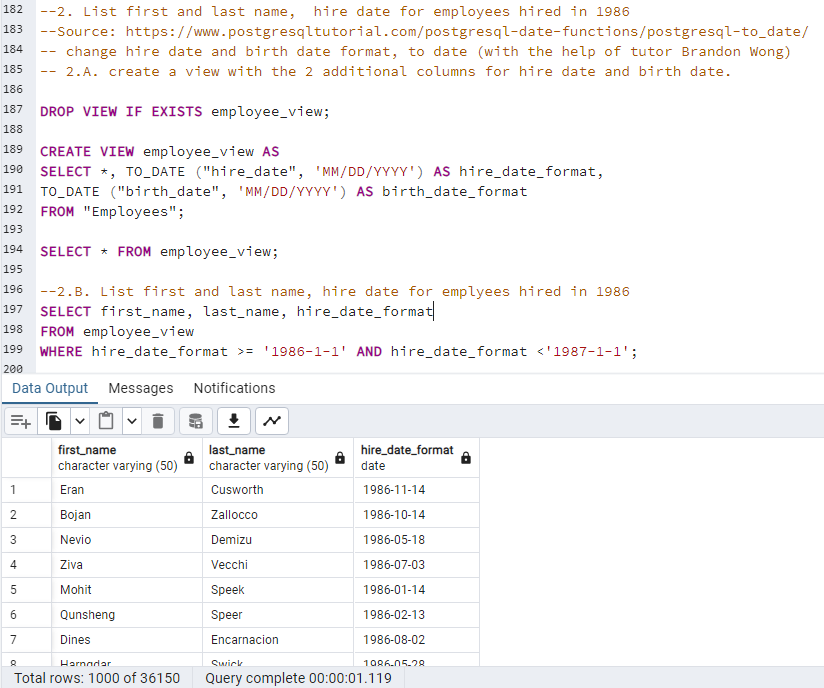 182 --2. List first and last name,  hire date for employees hired in 1986
183 --Source: https://www.postgresqltutorial.com/postgresql-date-functions/postgresql-to_date/
184 -- change hire date and birth date format, to date (with the help of tutor Brandon Wong)
185 -- 2.A. create a view with the 2 additional columns for hire date and birth date.
186
187 DROP VIEW IF EXISTS employee_view;
188
189 CREATE VIEW employee_view AS
190 SELECT *, TO_DATE ("hire_date", 'MM/DD/YYYY') AS hire_date_format,
191 TO_DATE ("birth_date", 'MM/DD/YYYY') AS birth_date_format
192 FROM "Employees";
193
194 SELECT * FROM employee_view;
195
196 --2.B. List first and last name, hire date for emplyees hired in 1986
197 SELECT first_name, last_name, hire_date_format
198 FROM employee_view
199 WHERE hire_date_format >= '1986-1-1' AND hire_date_format <'1987-1-1';
200
Data Output Messages Notifications
first_name last_name hire_date_format
character varying (50) character varying (50) date
1 Eran Cusworth 1986-11-14
2 Bojan Zallocco 1986-10-14
3 Nevio Demizu 1986-05-18
4 Ziva Vecchi 1986-07-03
5 Mohit Speek 1986-01-14
6 Qunsheng Speer 1986-02-13
7 Dines Encarnacion 1986-08-02
8 Harngdar Swick 1986-05-28
Total rows: 1000 of 36150 Query complete 00:00:01.119